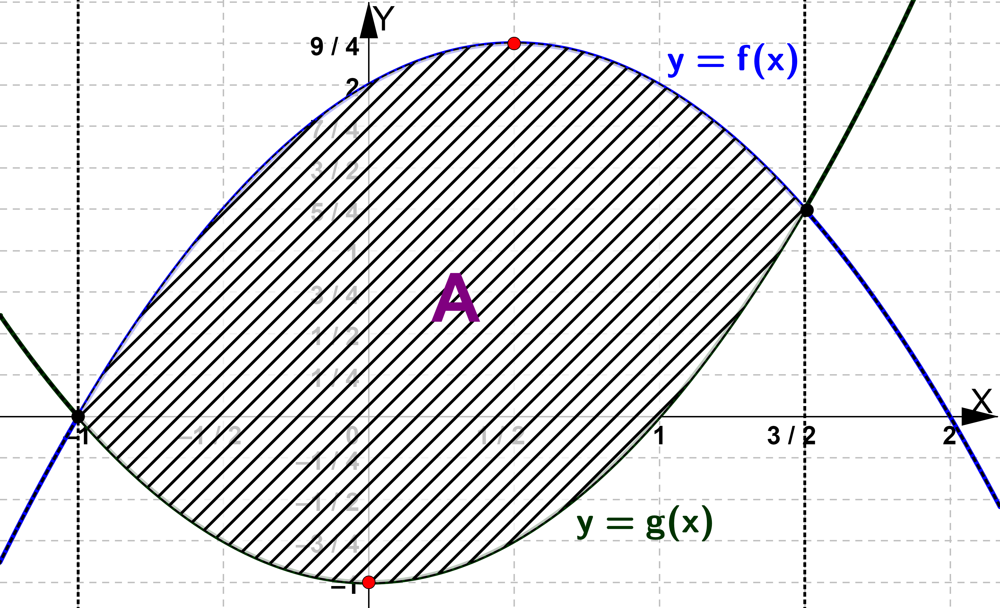 Y
9 / 4
y = f(x)
2
7 / 4
3 / 2
5 / 4
1
3 / 4
A
1 / 2
1 / 4
X
–1
–1 / 2
0
1 / 2
1
3 / 2
2
–1 / 4
–1 / 2
y = g(x)
–3 / 4
–1